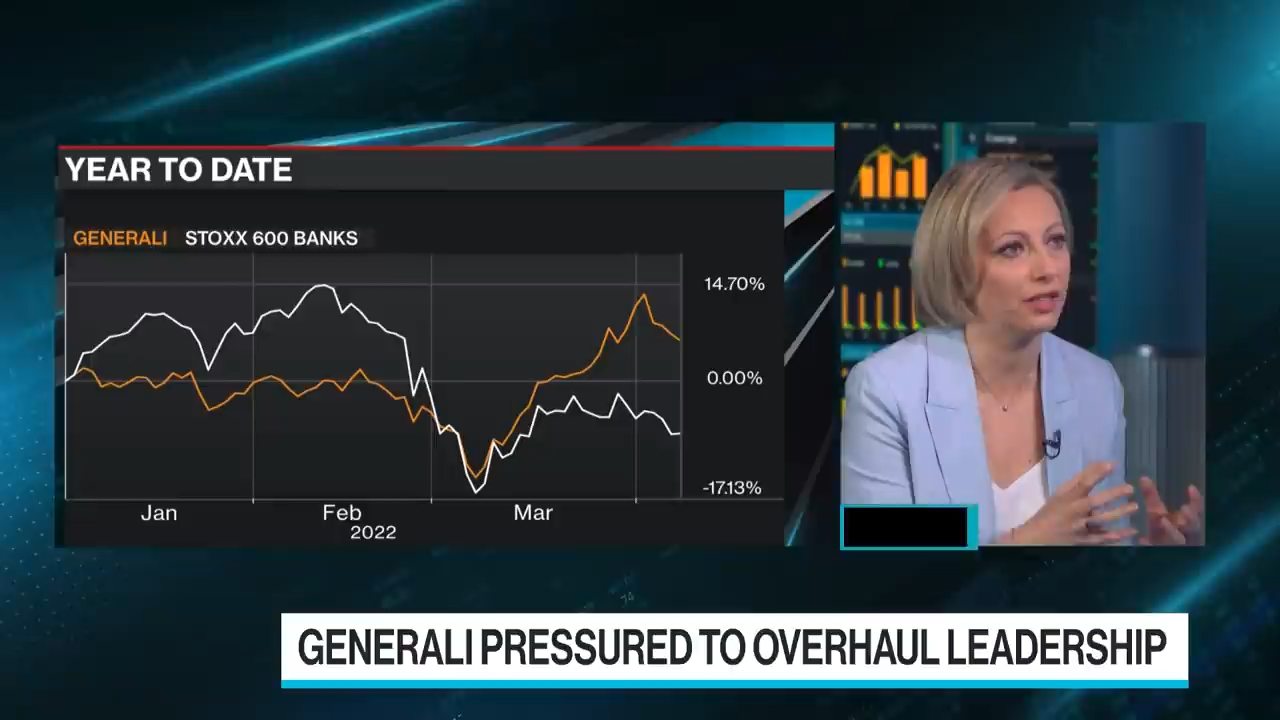 YEAR TO DATE
GENERALI STOXX 600 BANKS
14.70%
0.00%
-17.13%
Jan Feb Mar
2022
GENERALI PRESSURED TO OVERHAUL LEADERSHIP